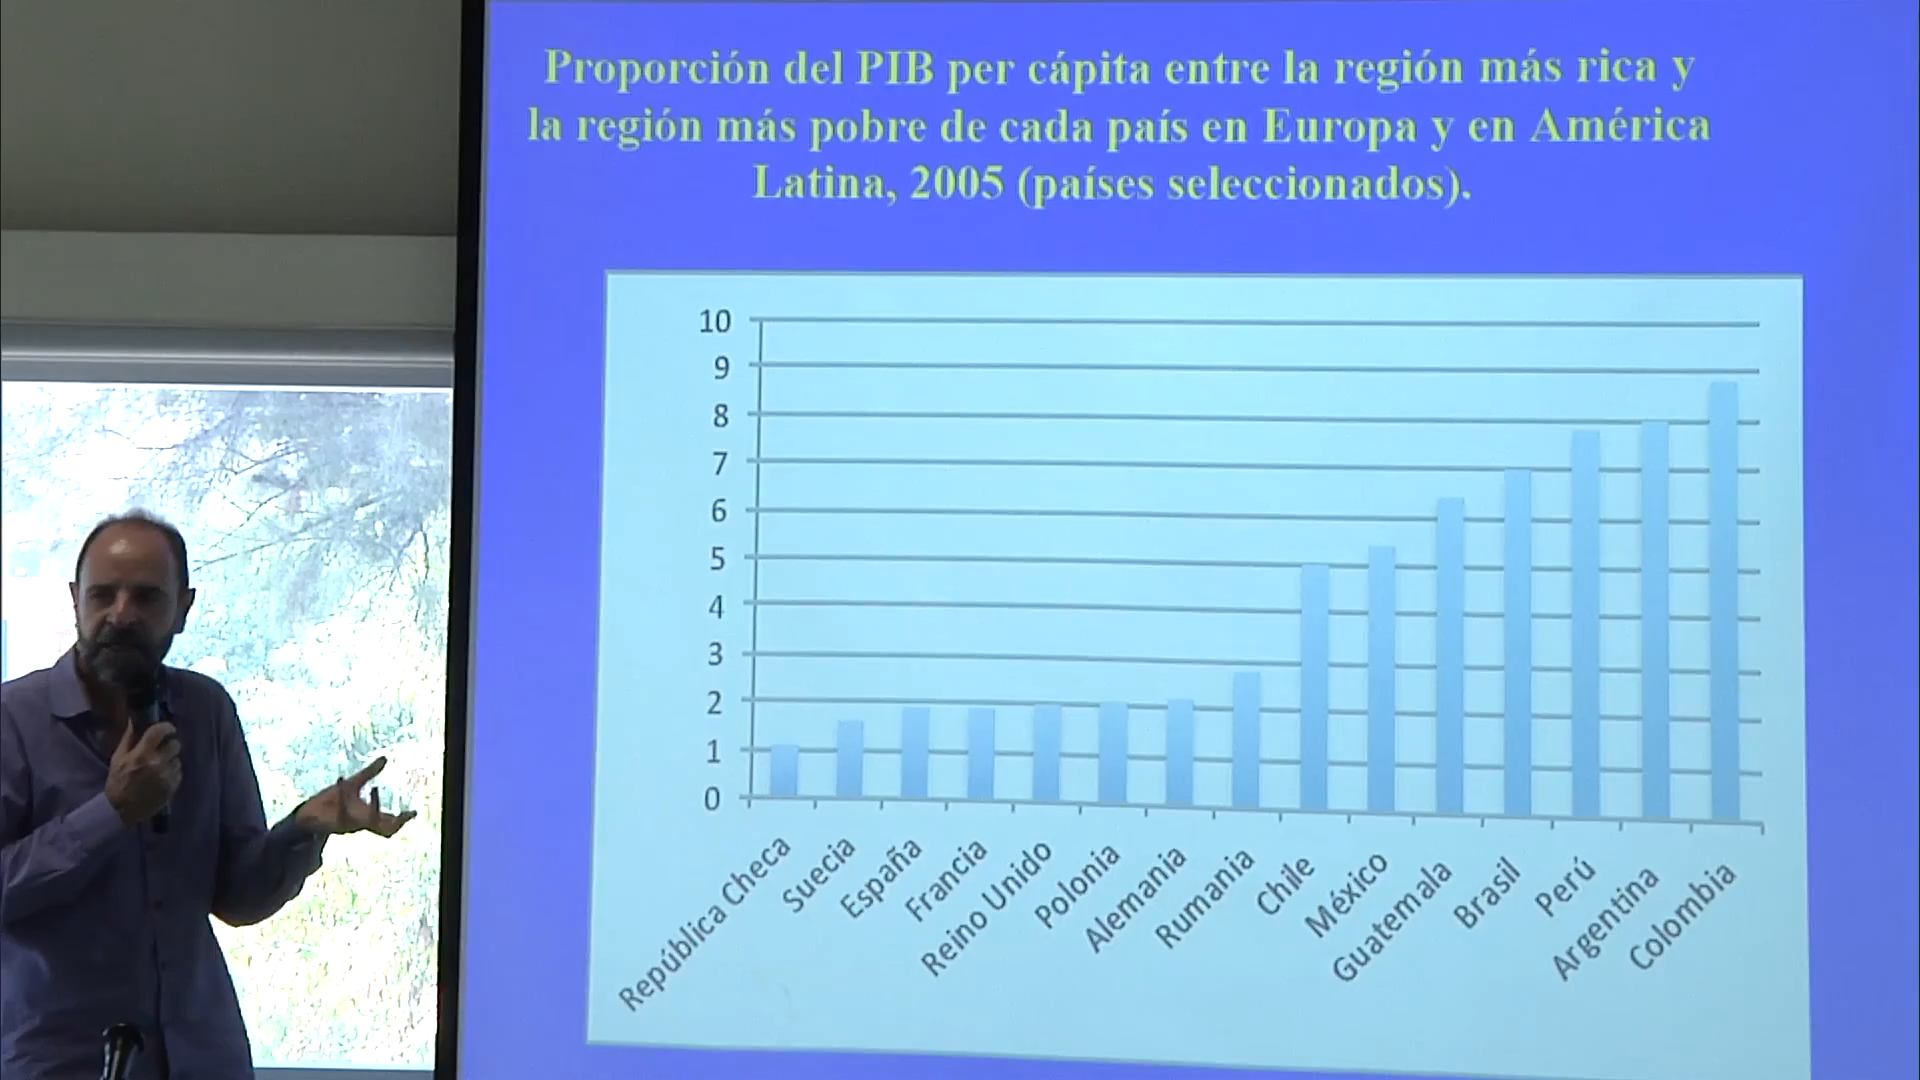 Proporción del PIB per cápita entre la región más rica y
la región más pobre de cada país en Europa y en América
Latina, 2005 (países seleccionados).
10
9
8
7
6
5
4
3
2
1
0
República Checa
Suecia
España
Francia
Reino Unido
Polonia
Alemania
Rumania
Chile
México
Guatemala
Brasil
Perú
Argentina
Colombia